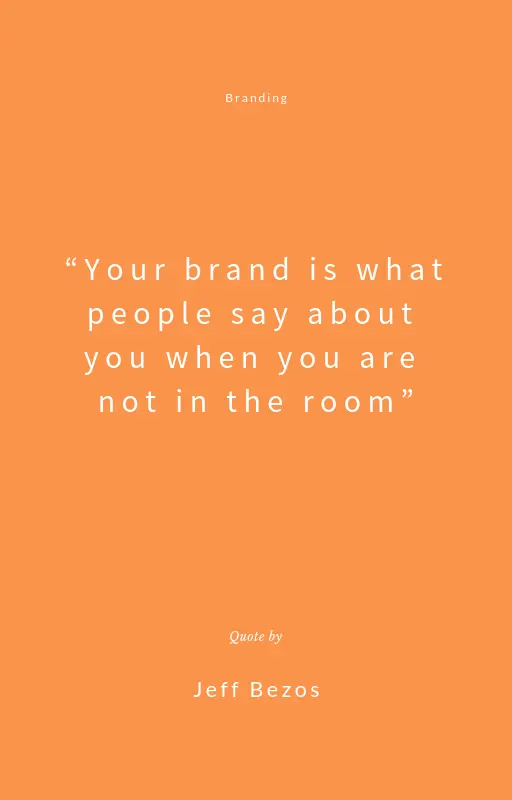 Branding
“Your brand is what
people say about
you when you are
not in the room”
Quote by
Jeff Bezos